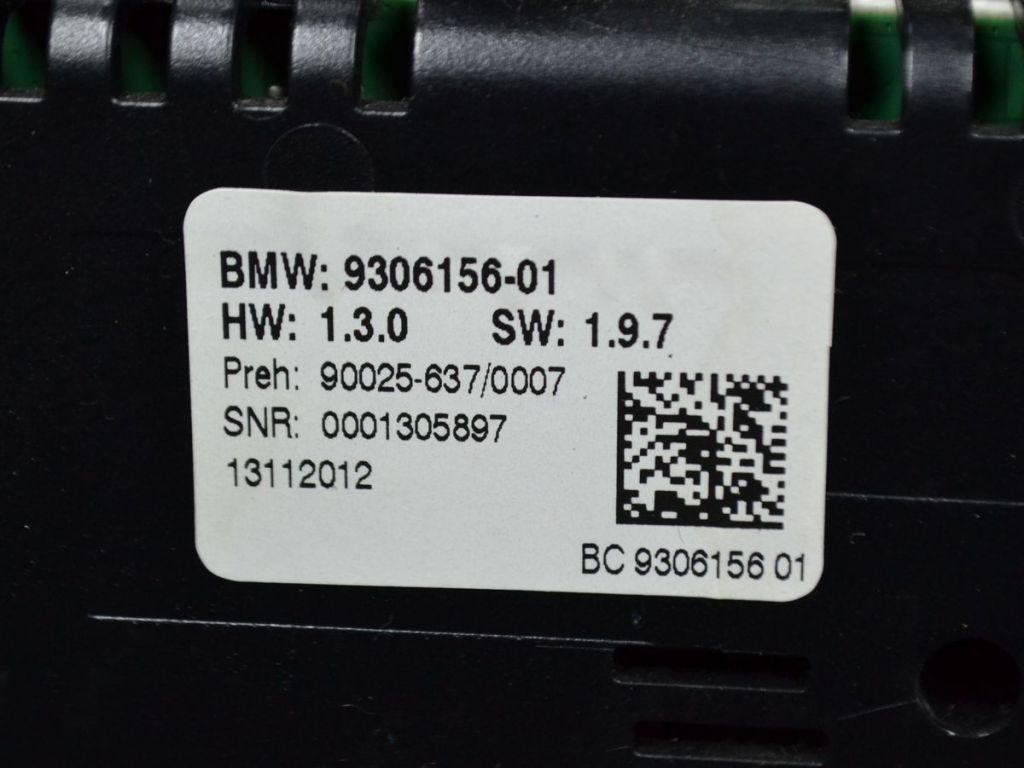 BMW: 9306156-01
HW: 1.3.0 SW: 1.9.7
Preh: 90025-637/0007
SNR: 0001305897
13112012
BC 9306156 01